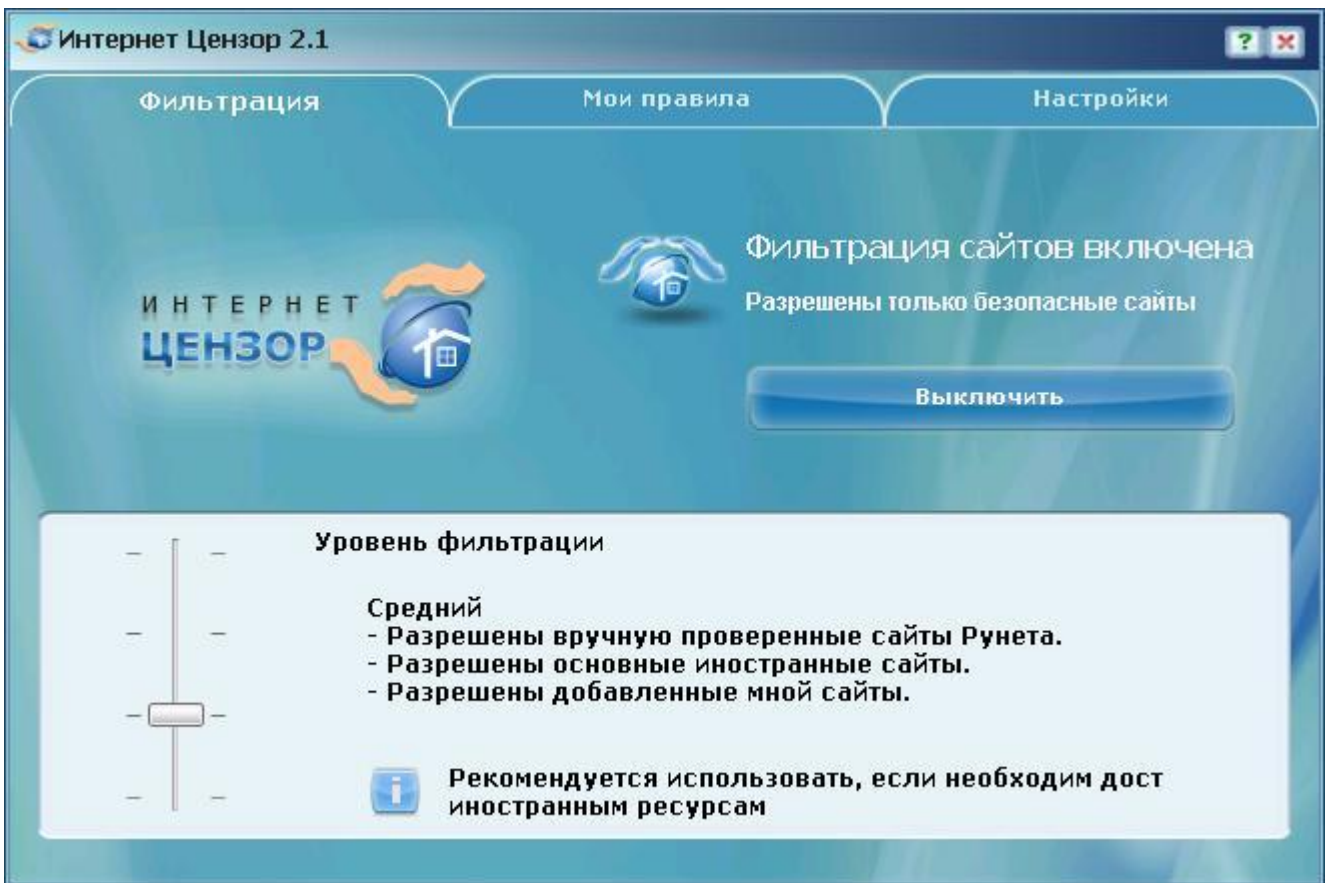 Интернет Цензор 2.1
? ×
Фильтрация
Мои правила
Настройки
ИНТЕРНЕТ
ЦЕНЗОР
Фильтрация сайтов включена
Разрешены только безопасные сайты
Выключить
Уровень фильтрации
Средний
- Разрешены вручную проверенные сайты Рунета.
- Разрешены основные иностранные сайты.
- Разрешены добавленные мной сайты.
i
Рекомендуется использовать, если необходим дост
иностранным ресурсам